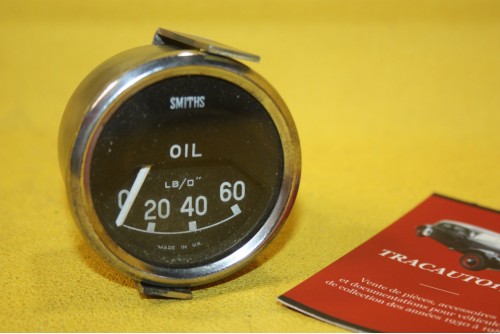 SMITHS
OIL
LB/□"
0 20 40 60
MADE IN U.K.
TRACAUTO
Vente de pièces, accessoires
et documentations pour véhicules
de collection des années 1930 à